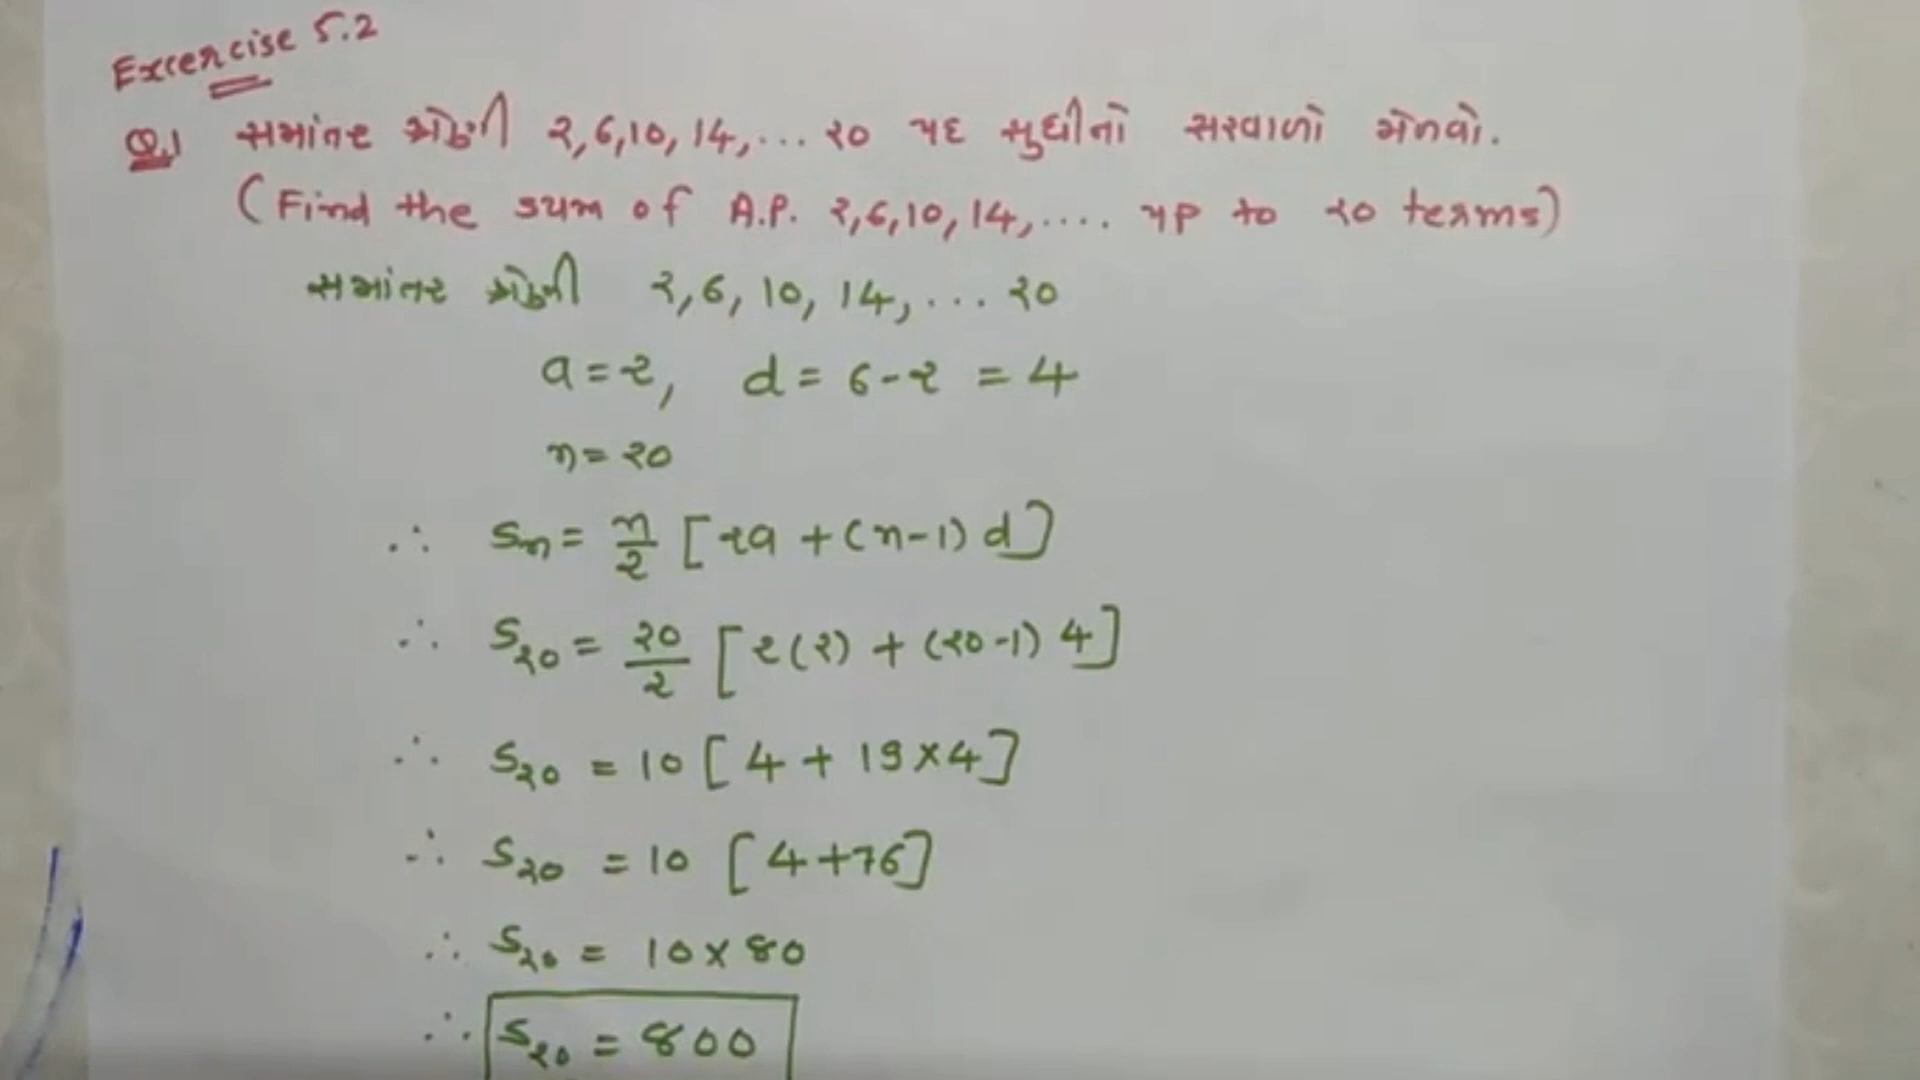 Excercise 5.2
Q.1 સમાંતર શ્રેણી 2,6,10,14,... 20 પદ સુધીનો સરવાળો મેળવો.
(Find the sum of A.P. 2,6,10,14,.... up to 20 terms)
સમાંતર શ્રેણી 2,6,10,14,... 20
a=2, d=6-2=4
n=20
∴ Sn = n/2 [2a+(n-1)d]
∴ S20 = 20/2 [2(2)+(20-1)4]
∴ S20 = 10[4+19×4]
∴ S20 = 10 [4+76]
∴ S20 = 10×80
∴ S20 = 800